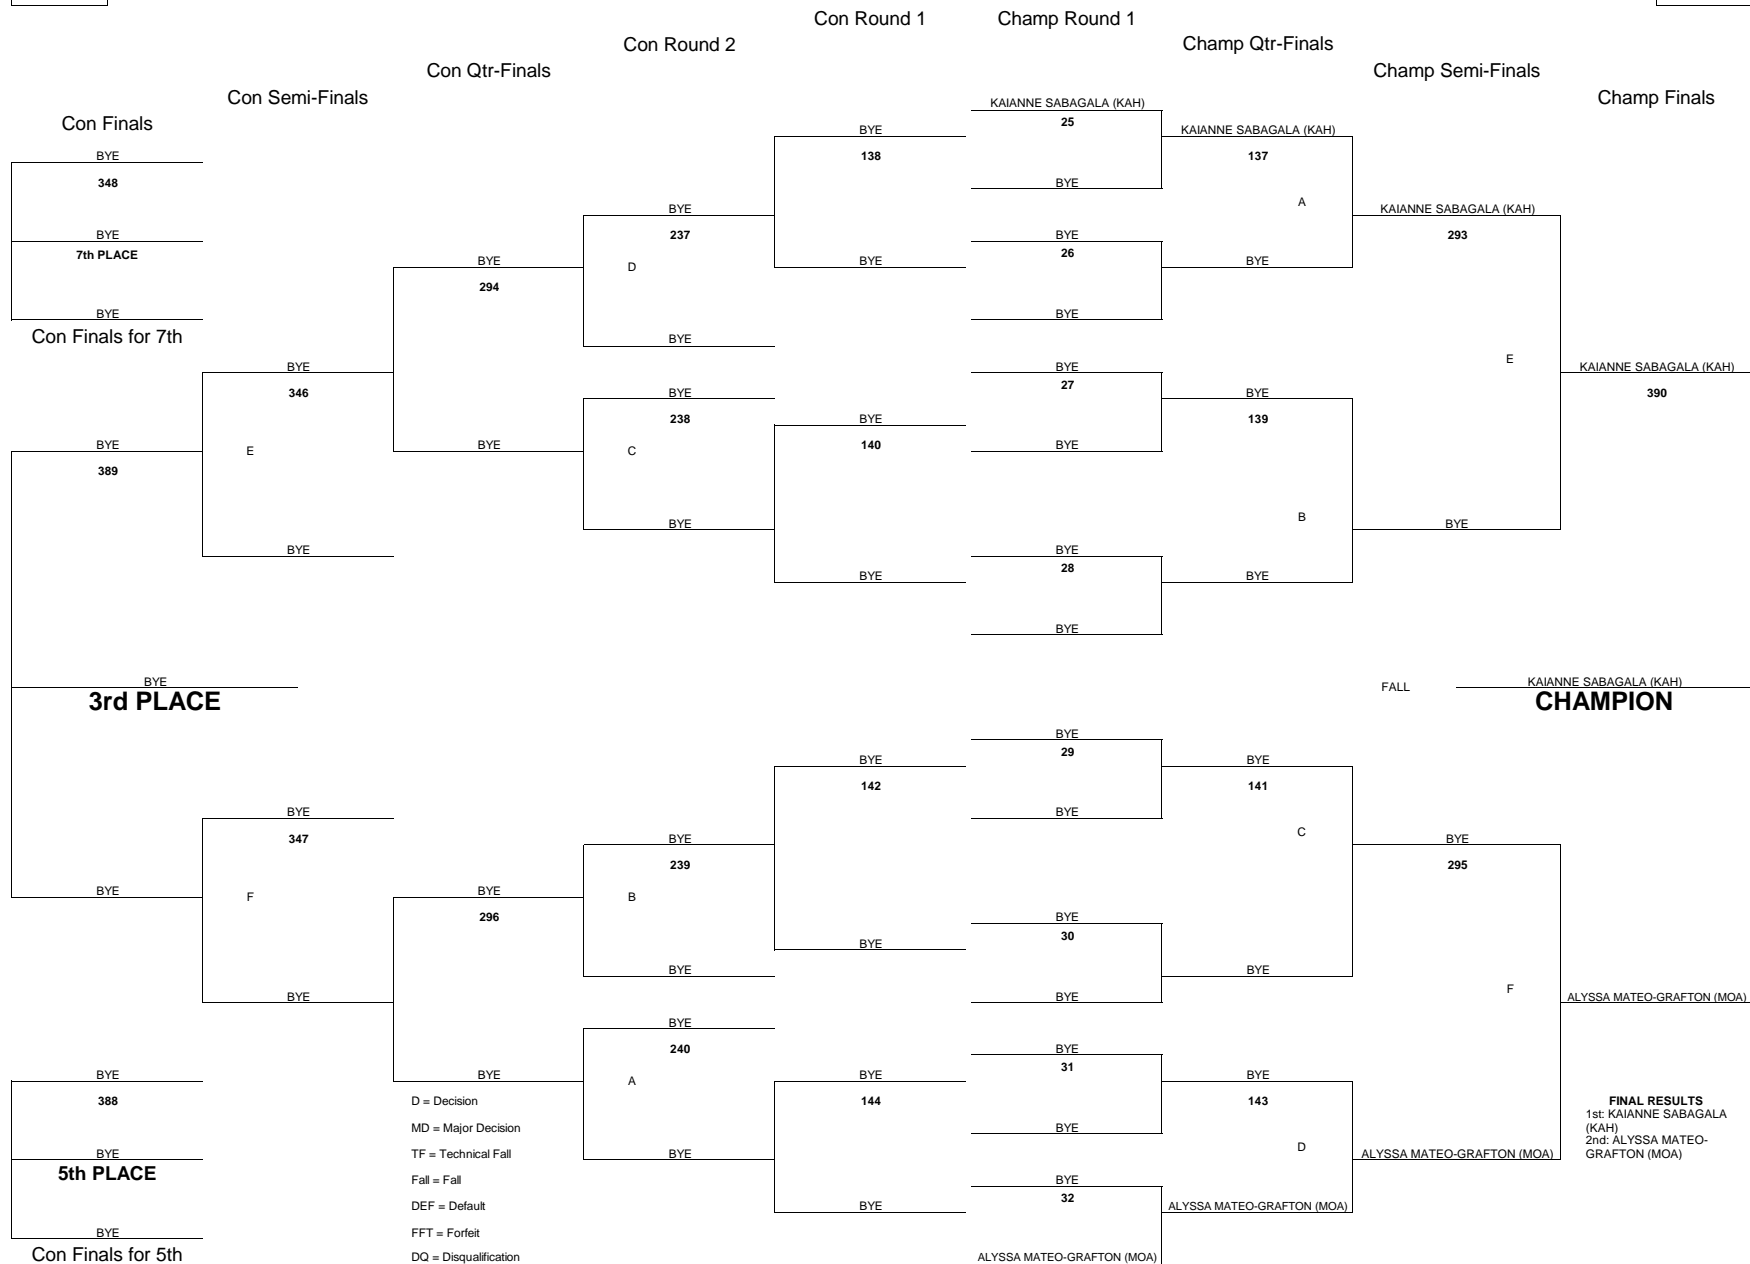 Con Round 1
Champ Round 1
Con Round 2
Champ Qtr-Finals
Con Qtr-Finals
Champ Semi-Finals
Con Semi-Finals
Champ Finals
Con Finals
KAIANNE SABAGALA (KAH)
25
BYE
KAIANNE SABAGALA (KAH)
BYE
138
137
348
BYE
A
BYE
KAIANNE SABAGALA (KAH)
BYE
237
BYE
293
7th PLACE
26
BYE
D
BYE
BYE
294
BYE
BYE
Con Finals for 7th
BYE
BYE
BYE
E
KAIANNE SABAGALA (KAH)
346
27
390
BYE
BYE
238
BYE
139
BYE
E
BYE
C
140
BYE
389
BYE
B
BYE
BYE
BYE
28
BYE
BYE
BYE
BYE
3rd PLACE
FALL
KAIANNE SABAGALA (KAH)
CHAMPION
BYE
29
BYE
BYE
142
141
BYE
BYE
347
C
BYE
BYE
239
295
BYE
F
BYE
B
296
BYE
30
BYE
BYE
BYE
BYE
BYE
F
ALYSSA MATEO-GRAFTON (MOA)
BYE
240
BYE
31
BYE
BYE
A
BYE
BYE
388
D = Decision
144
143
FINAL RESULTS
1st: KAIANNE SABAGALA
(KAH)
MD = Major Decision
BYE
2nd: ALYSSA MATEO-
GRAFTON (MOA)
BYE
TF = Technical Fall
BYE
D
ALYSSA MATEO-GRAFTON (MOA)
5th PLACE
Fall = Fall
BYE
32
DEF = Default
BYE
ALYSSA MATEO-GRAFTON (MOA)
BYE
FFT = Forfeit
Con Finals for 5th
DQ = Disqualification
ALYSSA MATEO-GRAFTON (MOA)